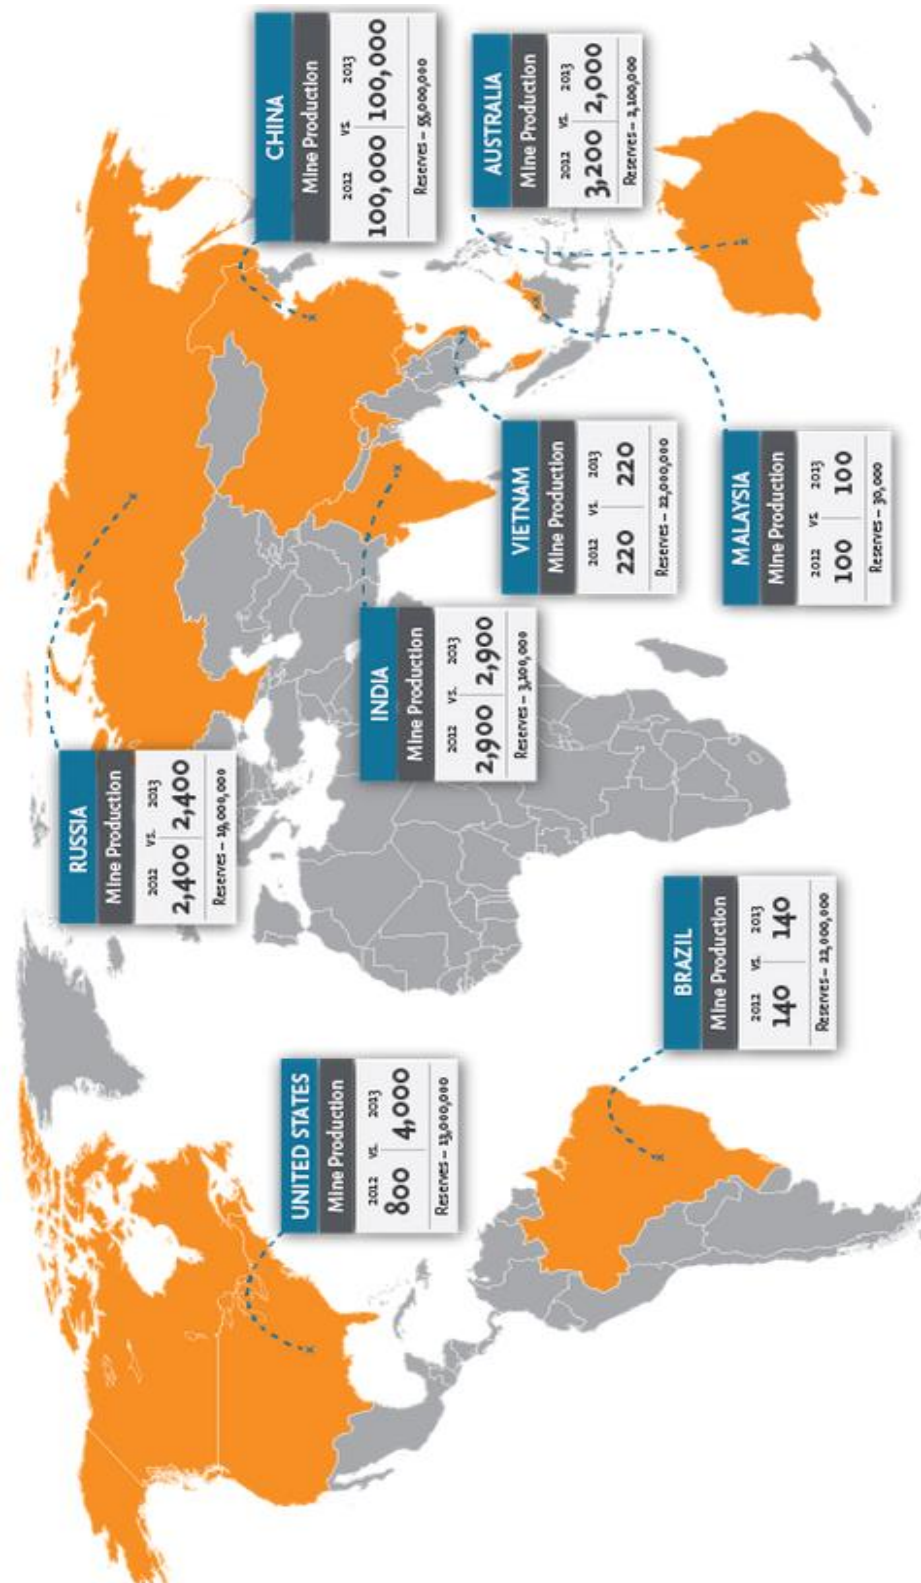 UNITED STATES
Mine Production
2012 vs. 2013
800 4,000
Reserves – 13,000,000
RUSSIA
Mine Production
2012 vs. 2013
2,400 2,400
Reserves – 19,000,000
CHINA
Mine Production
2012 vs. 2013
100,000 100,000
Reserves – 55,000,000
INDIA
Mine Production
2012 vs. 2013
2,900 2,900
Reserves – 3,100,000
AUSTRALIA
Mine Production
2012 vs. 2013
3,200 2,000
Reserves – 2,100,000
VIETNAM
Mine Production
2012 vs. 2013
220 220
Reserves – 22,000,000
BRAZIL
Mine Production
2012 vs. 2013
140 140
Reserves – 22,000,000
MALAYSIA
Mine Production
2012 vs. 2013
100 100
Reserves – 30,000